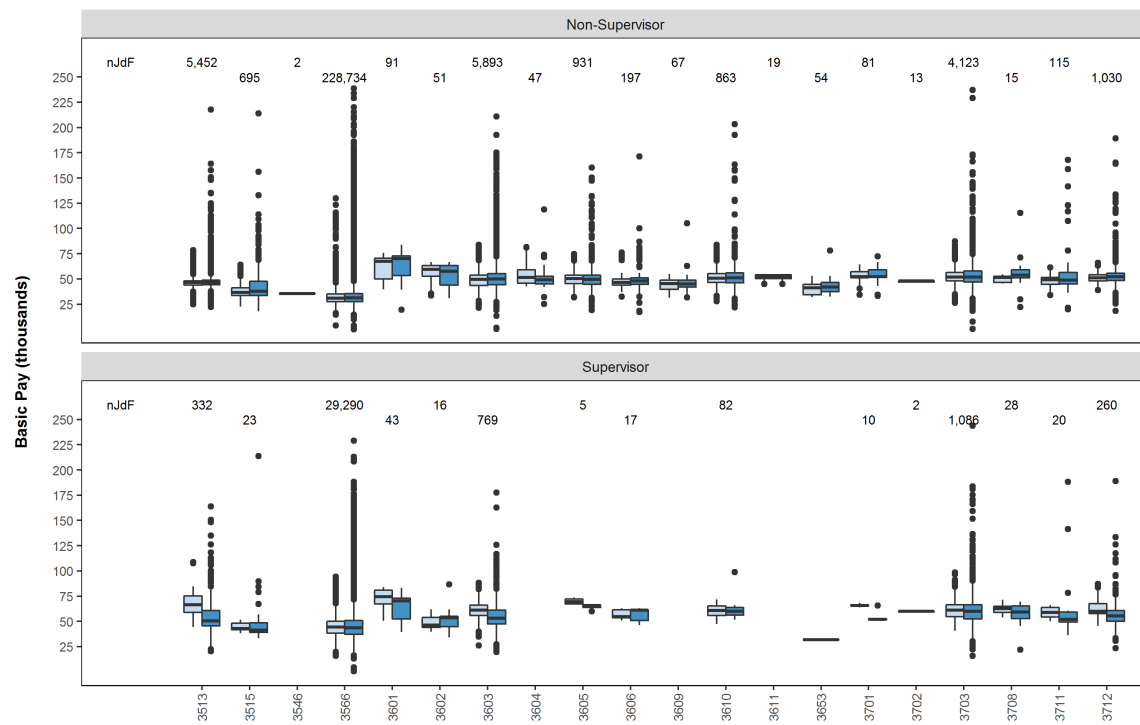 Non-Supervisor
nJdF 5,452 2 91 5,893 931 67 19 81 4,123 115
695 228,734 51 47 197 863 54 13 15 1,030
250
225
200
175
150
125
100
75
50
25
Basic Pay (thousands)
Supervisor
nJdF 332 29,290 16 5 82 2 28 260
23 43 769 17 10 1,086 20
250
225
200
175
150
125
100
75
50
25
3513 3515 3546 3566 3601 3602 3603 3604 3605 3606 3609 3610 3611 3653 3701 3702 3703 3708 3711 3712